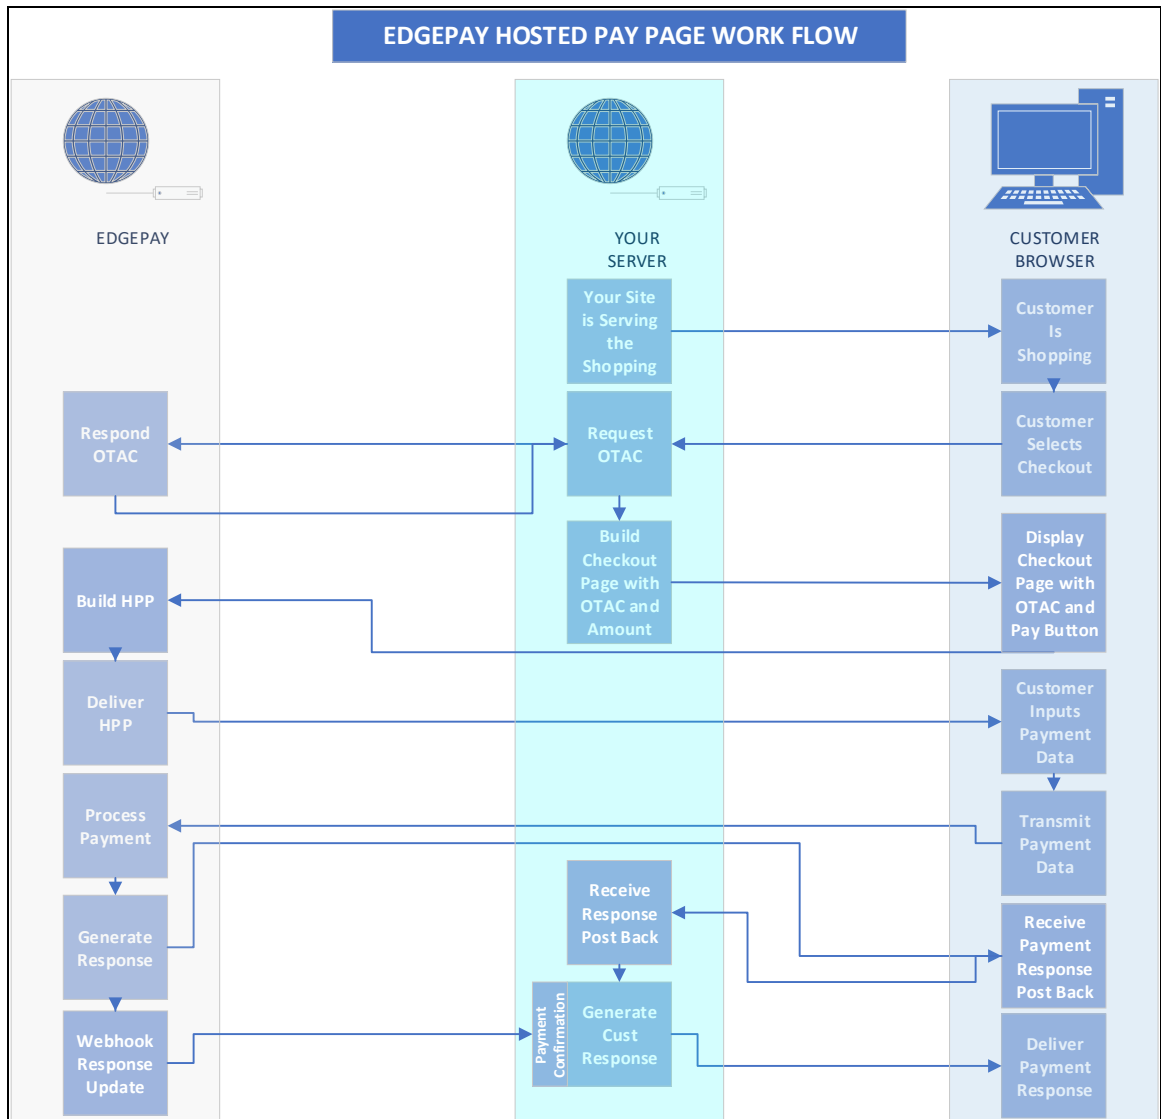 EDGEPAY HOSTED PAY PAGE WORK FLOW
EDGEPAY
YOUR
SERVER
CUSTOMER
BROWSER
Your Site
is Serving
the
Shopping
Customer
Is
Shopping
Respond
OTAC
Request
OTAC
Customer
Selects
Checkout
Build
Checkout
Page with
OTAC and
Amount
Display
Checkout
Page with
OTAC and
Pay Button
Build HPP
Deliver
HPP
Customer
Inputs
Payment
Data
Process
Payment
Transmit
Payment
Data
Receive
Response
Post Back
Generate
Response
Receive
Payment
Response
Post Back
Payment
Confirmation
Generate
Cust
Response
Webhook
Response
Update
Deliver
Payment
Response